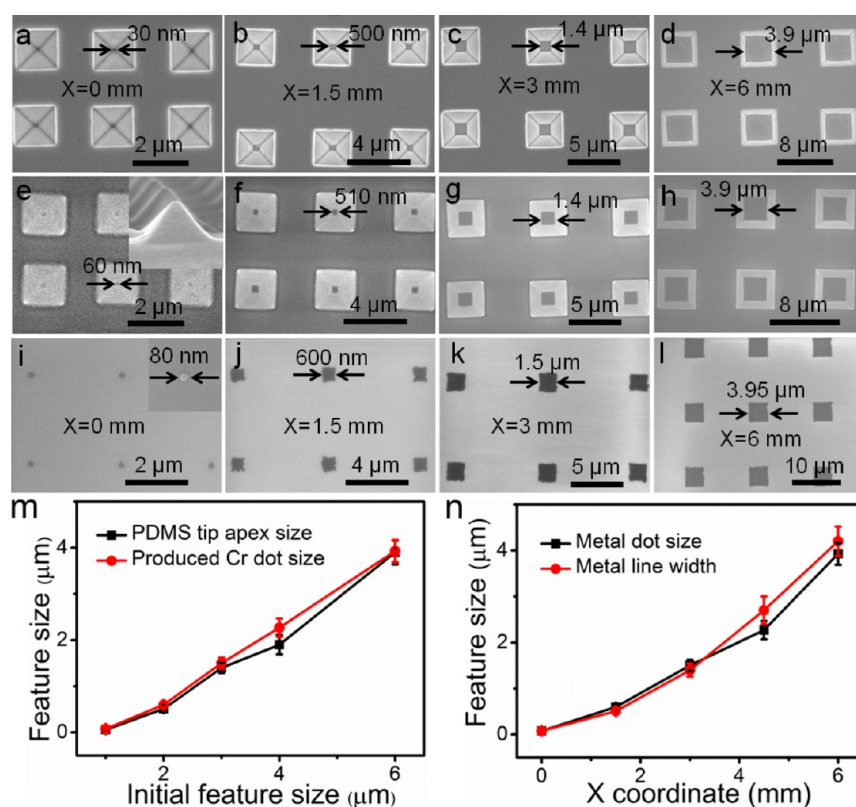 a 30 nm
X=0 mm
2 μm
b 500 nm
X=1.5 mm
4 μm
c 1.4 μm
X=3 mm
5 μm
d 3.9 μm
X=6 mm
8 μm
e
60 nm
2 μm
f 510 nm
4 μm
g 1.4 μm
5 μm
h 3.9 μm
8 μm
i 80 nm
X=0 mm
2 μm
j 600 nm
X=1.5 mm
4 μm
k 1.5 μm
X=3 mm
5 μm
l
3.95 μm
X=6 mm
10 μm
m
PDMS tip apex size
Produced Cr dot size
Feature size (μm)
4
2
0
2 4 6
Initial feature size (μm)
n
Metal dot size
Metal line width
Feature size (μm)
4
2
0
0 2 4 6
X coordinate (mm)